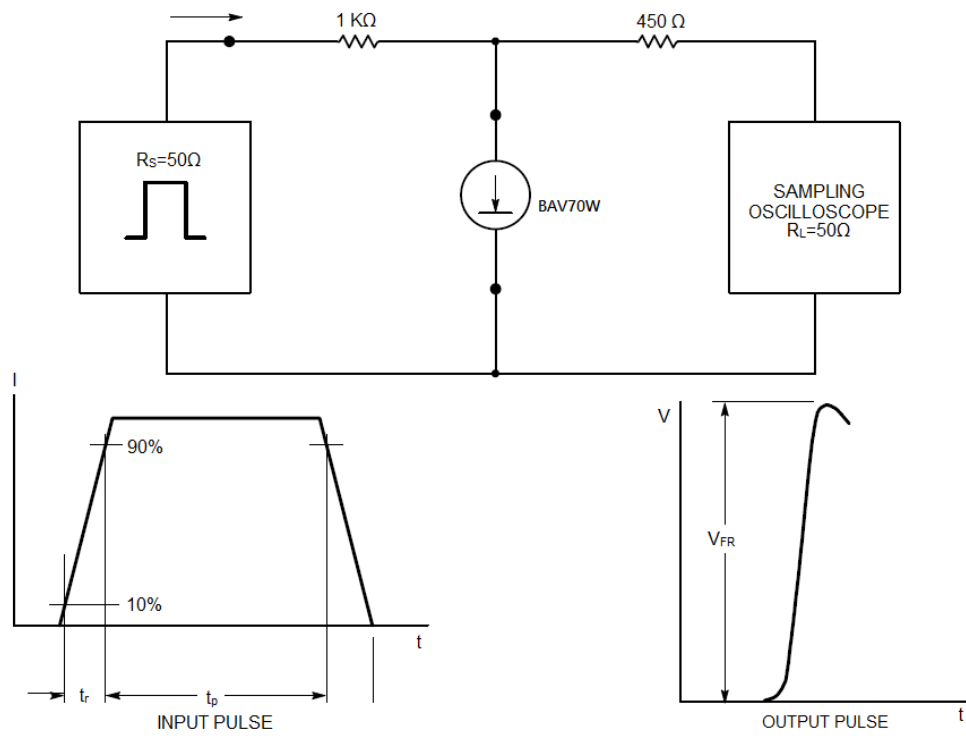 1 KΩ
450 Ω
RS=50Ω
BAV70W
SAMPLING
OSCILLOSCOPE
RL=50Ω
I
90%
10%
t
tr
tp
INPUT PULSE
V
VFR
t
OUTPUT PULSE